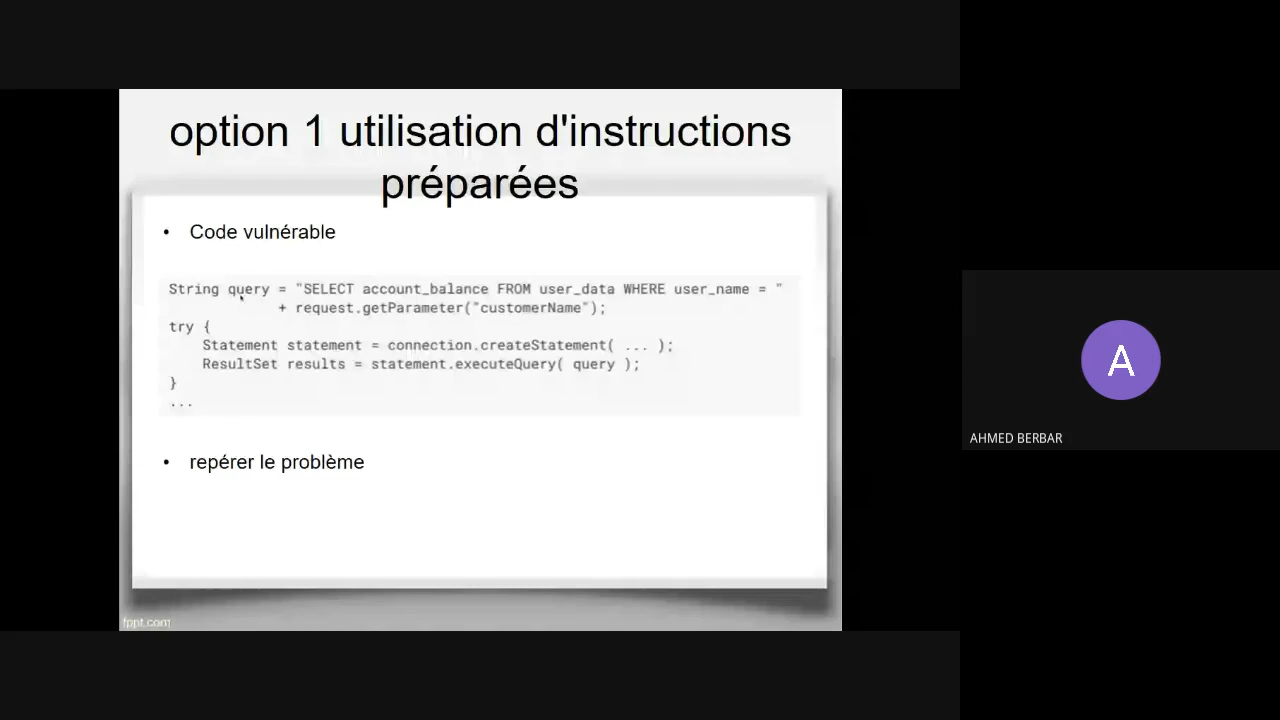 option 1 utilisation d'instructions
préparées
• Code vulnérable
String query = "SELECT account_balance FROM user_data WHERE user_name = "
+ request.getParameter("customerName");
try {
Statement statement = connection.createStatement( ... );
ResultSet results = statement.executeQuery( query );
}
...
• repérer le problème
fppt.com
A
AHMED BERBAR